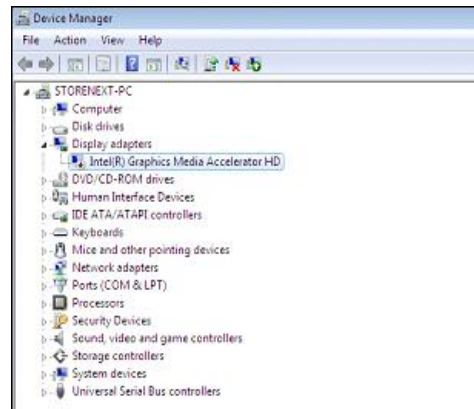 Device Manager
File Action View Help
STORENEXT-PC
Computer
Disk drives
Display adapters
Intel(R) Graphics Media Accelerator HD
DVD/CD-ROM drives
Human Interface Devices
IDE ATA/ATAPI controllers
Keyboards
Mice and other pointing devices
Network adapters
Ports (COM & LPT)
Processors
Security Devices
Sound, video and game controllers
Storage controllers
System devices
Universal Serial Bus controllers